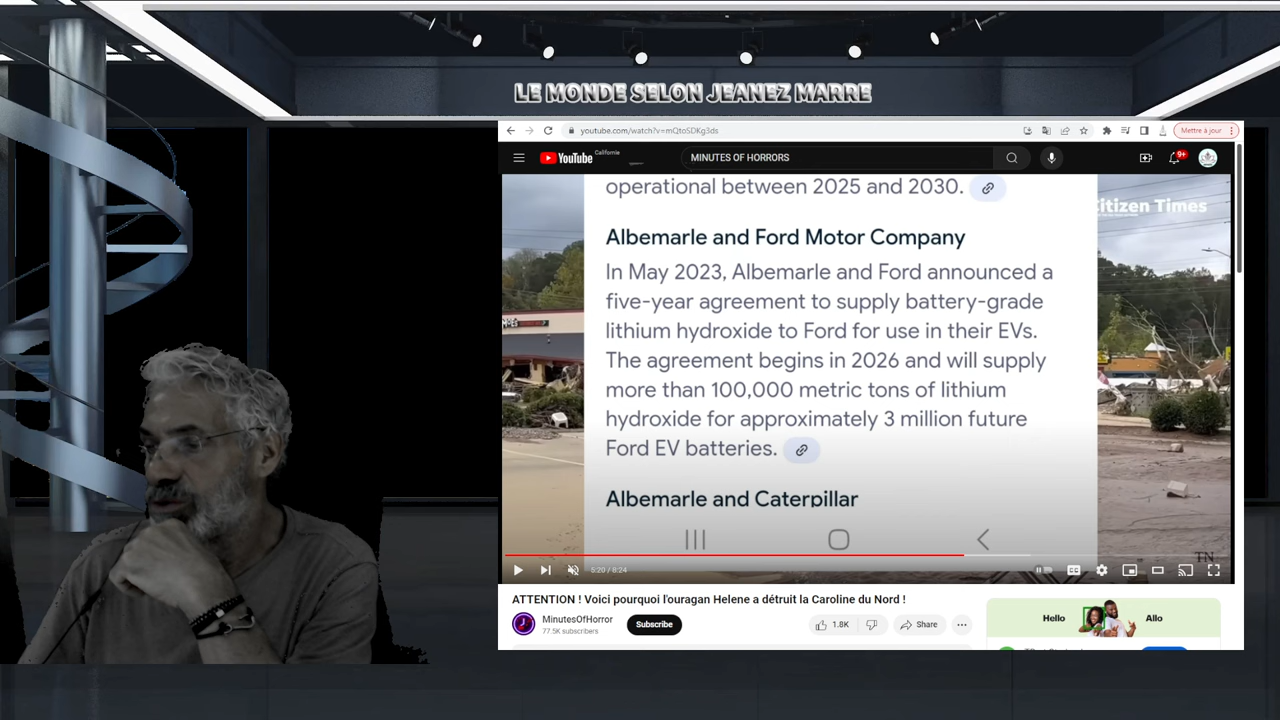 LE MONDE SELON JEANEZ MARRE
youtube.com/watch?v=mQtoSDKg3ds
Mettre à jour
YouTube
Californie
MINUTES OF HORRORS
9+
operational between 2025 and 2030.
Citizen Times
Albemarle and Ford Motor Company
In May 2023, Albemarle and Ford announced a
five-year agreement to supply battery-grade
lithium hydroxide to Ford for use in their EVs.
The agreement begins in 2026 and will supply
more than 100,000 metric tons of lithium
hydroxide for approximately 3 million future
Ford EV batteries.
Albemarle and Caterpillar
TN
5:20 / 8:24
CC
ATTENTION ! Voici pourquoi l'ouragan Helene a détruit la Caroline du Nord !
MinutesOfHorror
77.5K subscribers
Subscribe
1.8K
Share
Hello
Allo